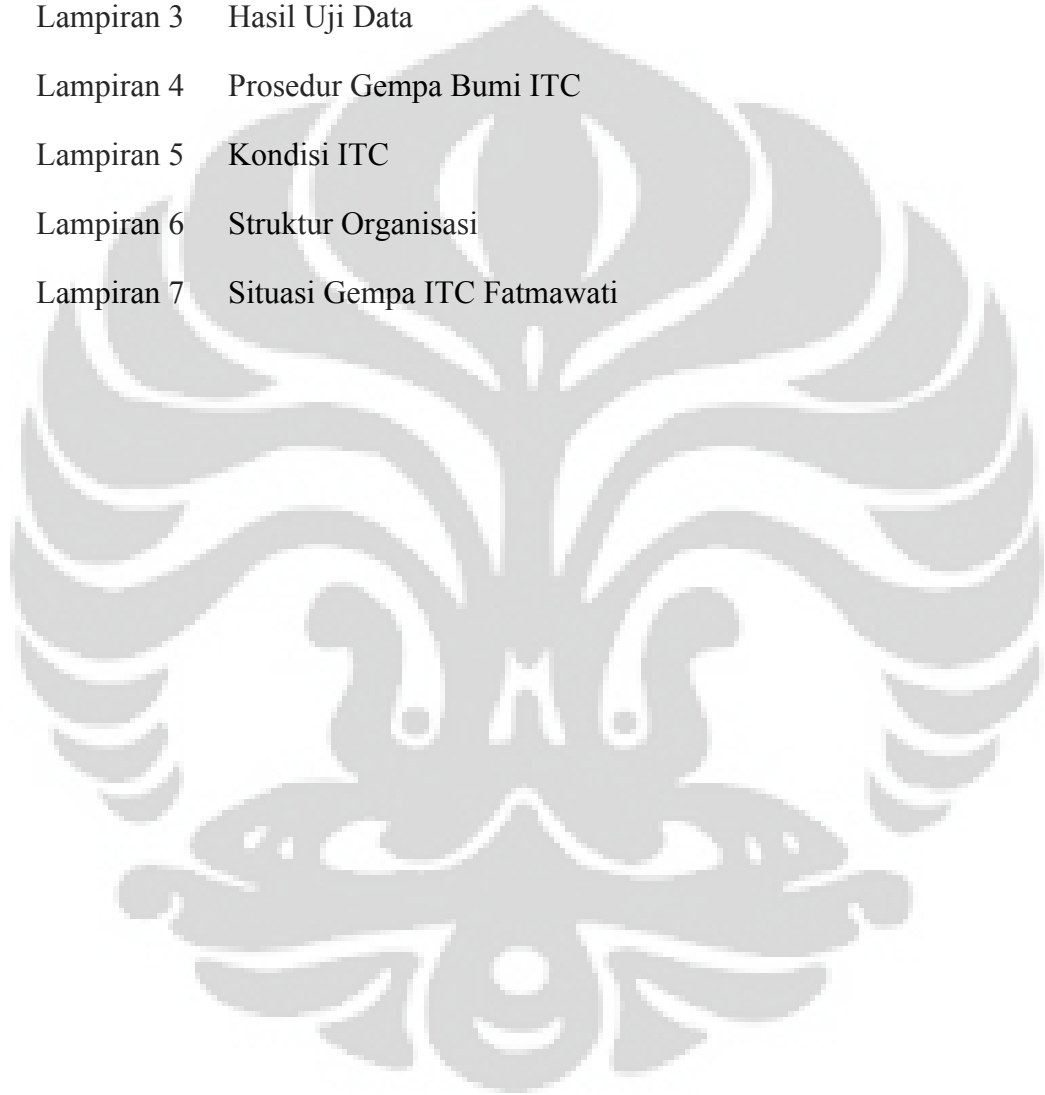 Lampiran 3 Hasil Uji Data
Lampiran 4 Prosedur Gempa Bumi ITC
Lampiran 5 Kondisi ITC
Lampiran 6 Struktur Organisasi
Lampiran 7 Situasi Gempa ITC Fatmawati